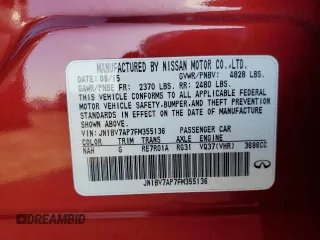 MANUFACTURED BY NISSAN MOTOR CO.,LTD.
DATE: 09/15 GVWR/PNBV: 4828 LBS.
GAWR/PNBE FR: 2370 LBS. RR: 2480 LBS.
THIS VEHICLE CONFORMS TO ALL APPLICABLE FEDERAL
MOTOR VEHICLE SAFETY,BUMPER,AND THEFT PREVENTION
STANDARDS IN EFFECT ON THE DATE OF MANUFACTURE
SHOWN ABOVE.
VIN: JN1BV7AP7FM355136 PASSENGER CAR
COLOR TRIM TRANS AXLE ENGINE
NAH G RE7R01A RG31 VQ37(VHR) 3696CC
JN1BV7AP7FM355136
AUTOBIDMASTER